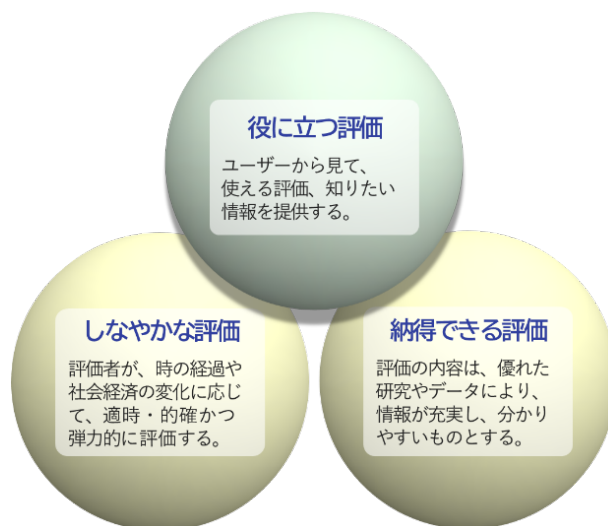 役に立つ評価
ユーザーから見て、
使える評価、知りたい
情報を提供する。
しなやかな評価
評価者が、時の経過や
社会経済の変化に応じ
て、適時・的確かつ
弾力的に評価する。
納得できる評価
評価の内容は、優れた
研究やデータにより、
情報が充実し、分かり
やすいものとする。